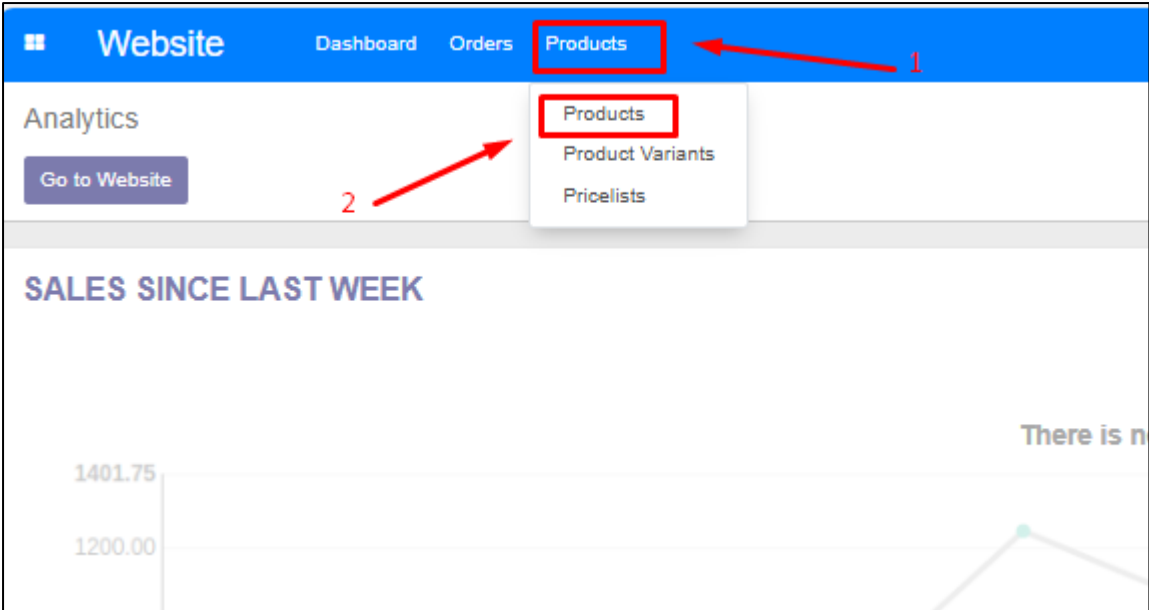 Website Dashboard Orders Products
1
Analytics
Products
Go to Website
Product Variants
2
Pricelists
SALES SINCE LAST WEEK
There is
1401.75
1200.00